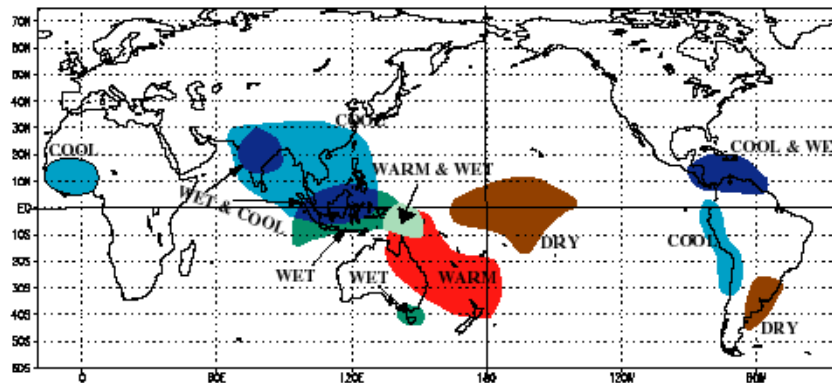 70N
60N
50N
40N
30N
20N
10N
EQ
10S
20S
30S
40S
50S
60S
COOL
COOL
WET & COOL
WARM & WET
WET
WET
WARM
DRY
COOL & WE
COOL
DRY
0
60E
120E
180
120W
60W